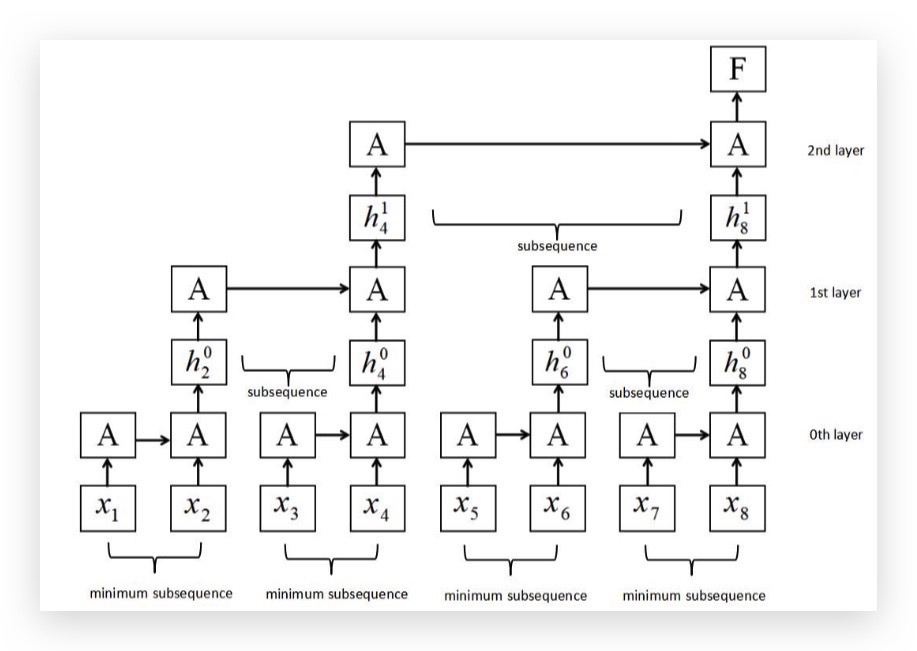 F
A A 2nd layer
h_4^1 h_8^1
subsequence
A A A A 1st layer
h_2^0 h_4^0 h_6^0 h_8^0
subsequence subsequence
A A A A A A A A 0th layer
x_1 x_2 x_3 x_4 x_5 x_6 x_7 x_8
minimum subsequence minimum subsequence minimum subsequence minimum subsequence